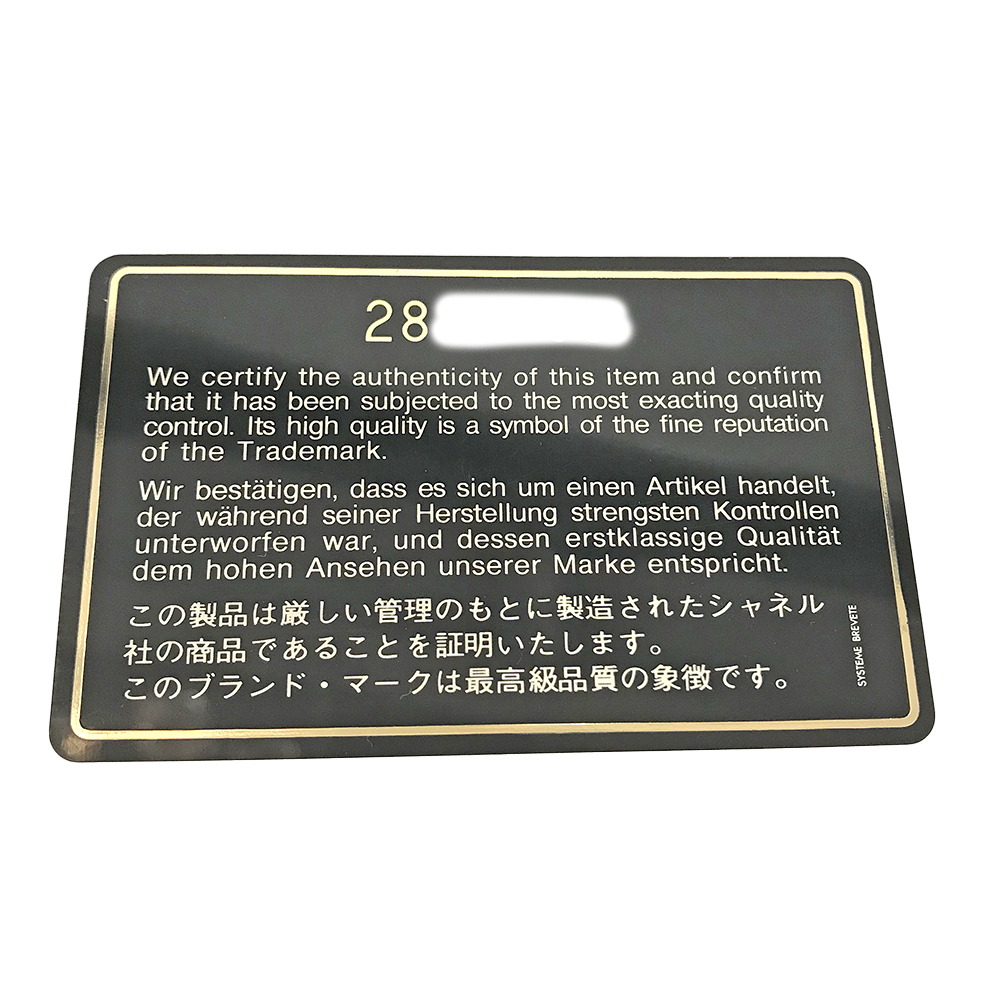 28
We certify the authenticity of this item and confirm
that it has been subjected to the most exacting quality
control. Its high quality is a symbol of the fine reputation
of the Trademark.
Wir bestätigen, dass es sich um einen Artikel handelt,
der während seiner Herstellung strengsten Kontrollen
unterworfen war, und dessen erstklassige Qualität
dem hohen Ansehen unserer Marke entspricht.
この製品は厳しい管理のもとに製造されたシャネル
社の商品であることを証明いたします。
このブランド・マークは最高級品質の象徴です。
SYSTEME BREVETE